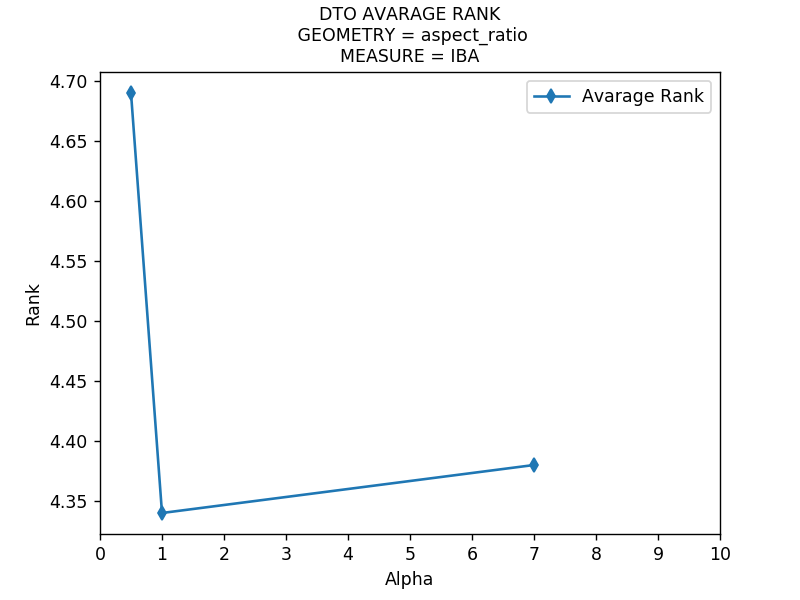 DTO AVARAGE RANK
GEOMETRY = aspect_ratio
MEASURE = IBA
Avarage Rank
4.70
4.65
4.60
4.55
4.50
4.45
4.40
4.35
Rank
0 1 2 3 4 5 6 7 8 9 10
Alpha